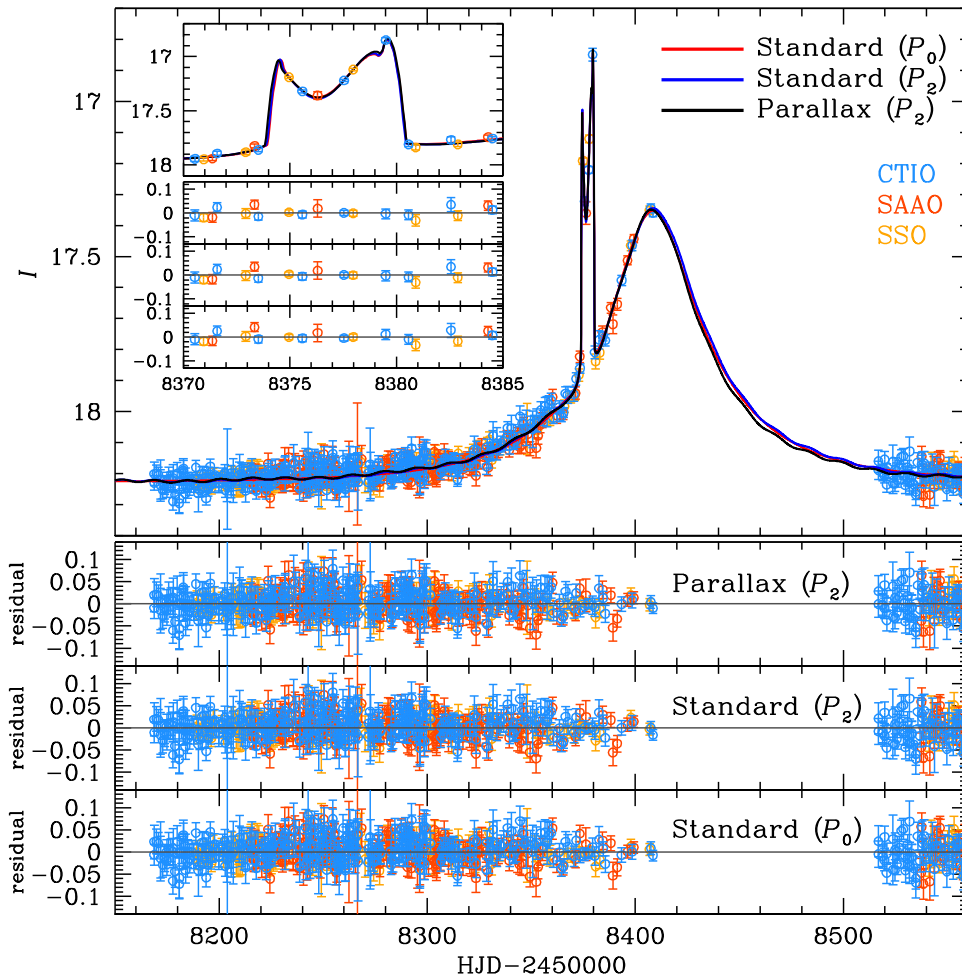 17
17.5
18
0.1
0
−0.1
0.1
0
−0.1
0.1
0
−0.1
8370
8375
8380
8385
Standard (P0)
Standard (P2)
Parallax (P2)
CTIO
SAAO
SSO
17
17.5
18
I
0.1
0.05
0
−0.05
−0.1
residual
Parallax (P2)
0.1
0.05
0
−0.05
−0.1
residual
Standard (P2)
0.1
0.05
0
−0.05
−0.1
residual
Standard (P0)
8200
8300
8400
8500
HJD−2450000